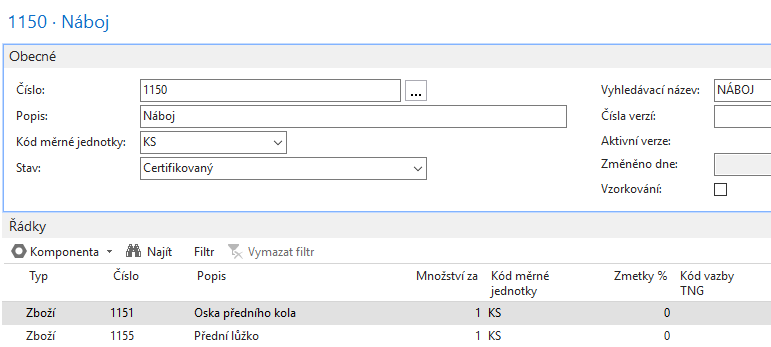 1150 · Náboj
Obecné
Číslo: 1150 ... Vyhledávací název: NÁBOJ
Popis: Náboj Čísla verzí:
Kód měrné jednotky: KS Aktivní verze:
Stav: Certifikovaný Změněno dne:
Vzorkování:
Řádky
Komponenta Najít Filtr Vymazat filtr
Typ Číslo Popis Množství za Kód měrné jednotky Zmetky % Kód vazby TNG
Zboží 1151 Oska předního kola 1 KS 0
Zboží 1155 Přední lůžko 1 KS 0